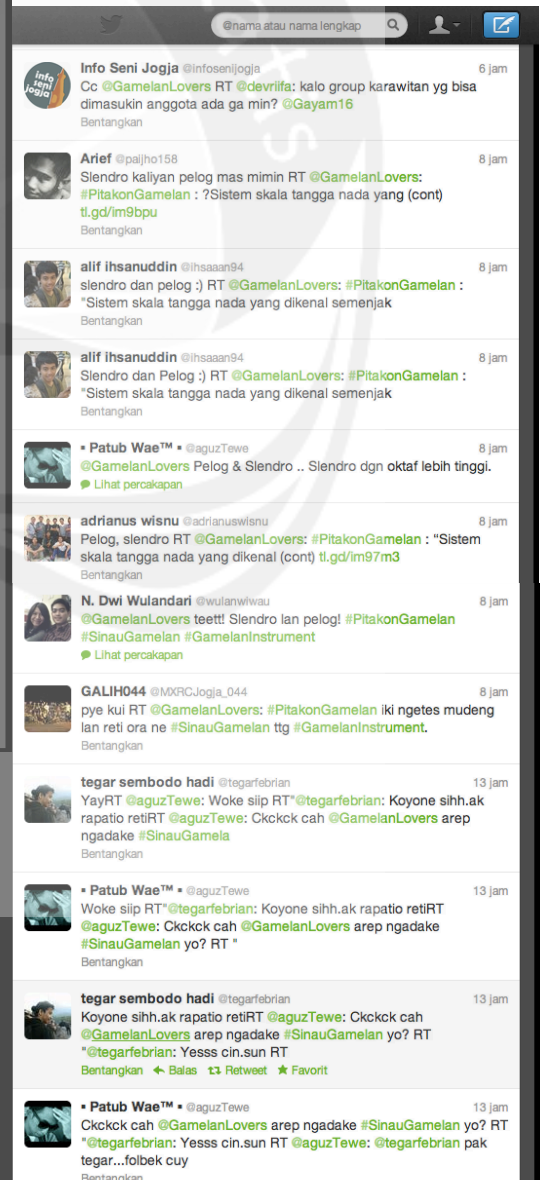 @nama atau nama lengkap
Info Seni Jogja @infosenijogja 6 jam
Cc @GamelanLovers RT @devriifa: kalo group karawitan yg bisa
dimasukin anggota ada ga min? @Gayam16
Bentangkan
Arief @paijho158 8 jam
Slendro kaliyan pelog mas mimin RT @GamelanLovers:
#PitakonGamelan : ?Sistem skala tangga nada yang (cont)
tl.gd/im9bpu
Bentangkan
alif ihsanuddin @ihsaaan94 8 jam
slendro dan pelog :) RT @GamelanLovers: #PitakonGamelan :
"Sistem skala tangga nada yang dikenal semenjak
Bentangkan
alif ihsanuddin @ihsaaan94 8 jam
Slendro dan Pelog :) RT @GamelanLovers: #PitakonGamelan :
"Sistem skala tangga nada yang dikenal semenjak
Bentangkan
▪ Patub Wae™ ▪ @aguzTewe 8 jam
@GamelanLovers Pelog & Slendro .. Slendro dgn oktaf lebih tinggi.
Lihat percakapan
adrianus wisnu @adrianuswisnu 8 jam
Pelog, slendro RT @GamelanLovers: #PitakonGamelan : "Sistem
skala tangga nada yang dikenal (cont) tl.gd/im97m3
Bentangkan
N. Dwi Wulandari @wulanwiwau 8 jam
@GamelanLovers teett! Slendro lan pelog! #PitakonGamelan
#SinauGamelan #GamelanInstrument
Lihat percakapan
GALIH044 @MXRCJogja_044 8 jam
pye kui RT @GamelanLovers: #PitakonGamelan iki ngetes mudeng
lan reti ora ne #SinauGamelan ttg #GamelanInstrument.
Bentangkan
tegar sembodo hadi @tegarfebrian 13 jam
YayRT @aguzTewe: Woke siip RT"@tegarfebrian: Koyone sihh.ak
rapatio retiRT @aguzTewe: Ckckck cah @GamelanLovers arep
ngadake #SinauGamela
Bentangkan
▪ Patub Wae™ ▪ @aguzTewe 13 jam
Woke siip RT"@tegarfebrian: Koyone sihh.ak rapatio retiRT
@aguzTewe: Ckckck cah @GamelanLovers arep ngadake
#SinauGamelan yo? RT "
Bentangkan
tegar sembodo hadi @tegarfebrian 13 jam
Koyone sihh.ak rapatio retiRT @aguzTewe: Ckckck cah
@GamelanLovers arep ngadake #SinauGamelan yo? RT
"@tegarfebrian: Yesss cin.sun RT
Bentangkan Balas Retweet Favorit
▪ Patub Wae™ ▪ @aguzTewe 13 jam
Ckckck cah @GamelanLovers arep ngadake #SinauGamelan yo? RT
"@tegarfebrian: Yesss cin.sun RT @aguzTewe: @tegarfebrian pak
tegar...folbek cuy
Bentangkan